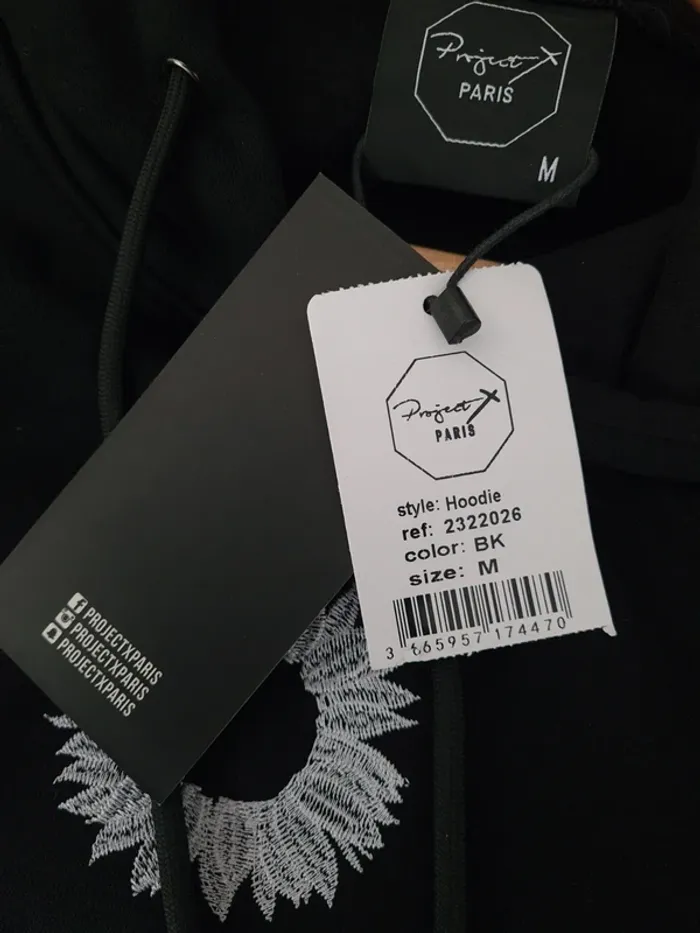 Project X
PARIS
M
Project X
PARIS
style: Hoodie
ref: 2322026
color: BK
size: M
3 665957 174470
PROJECTXPARIS
PROJECTXPARIS
PROJECTXPARIS